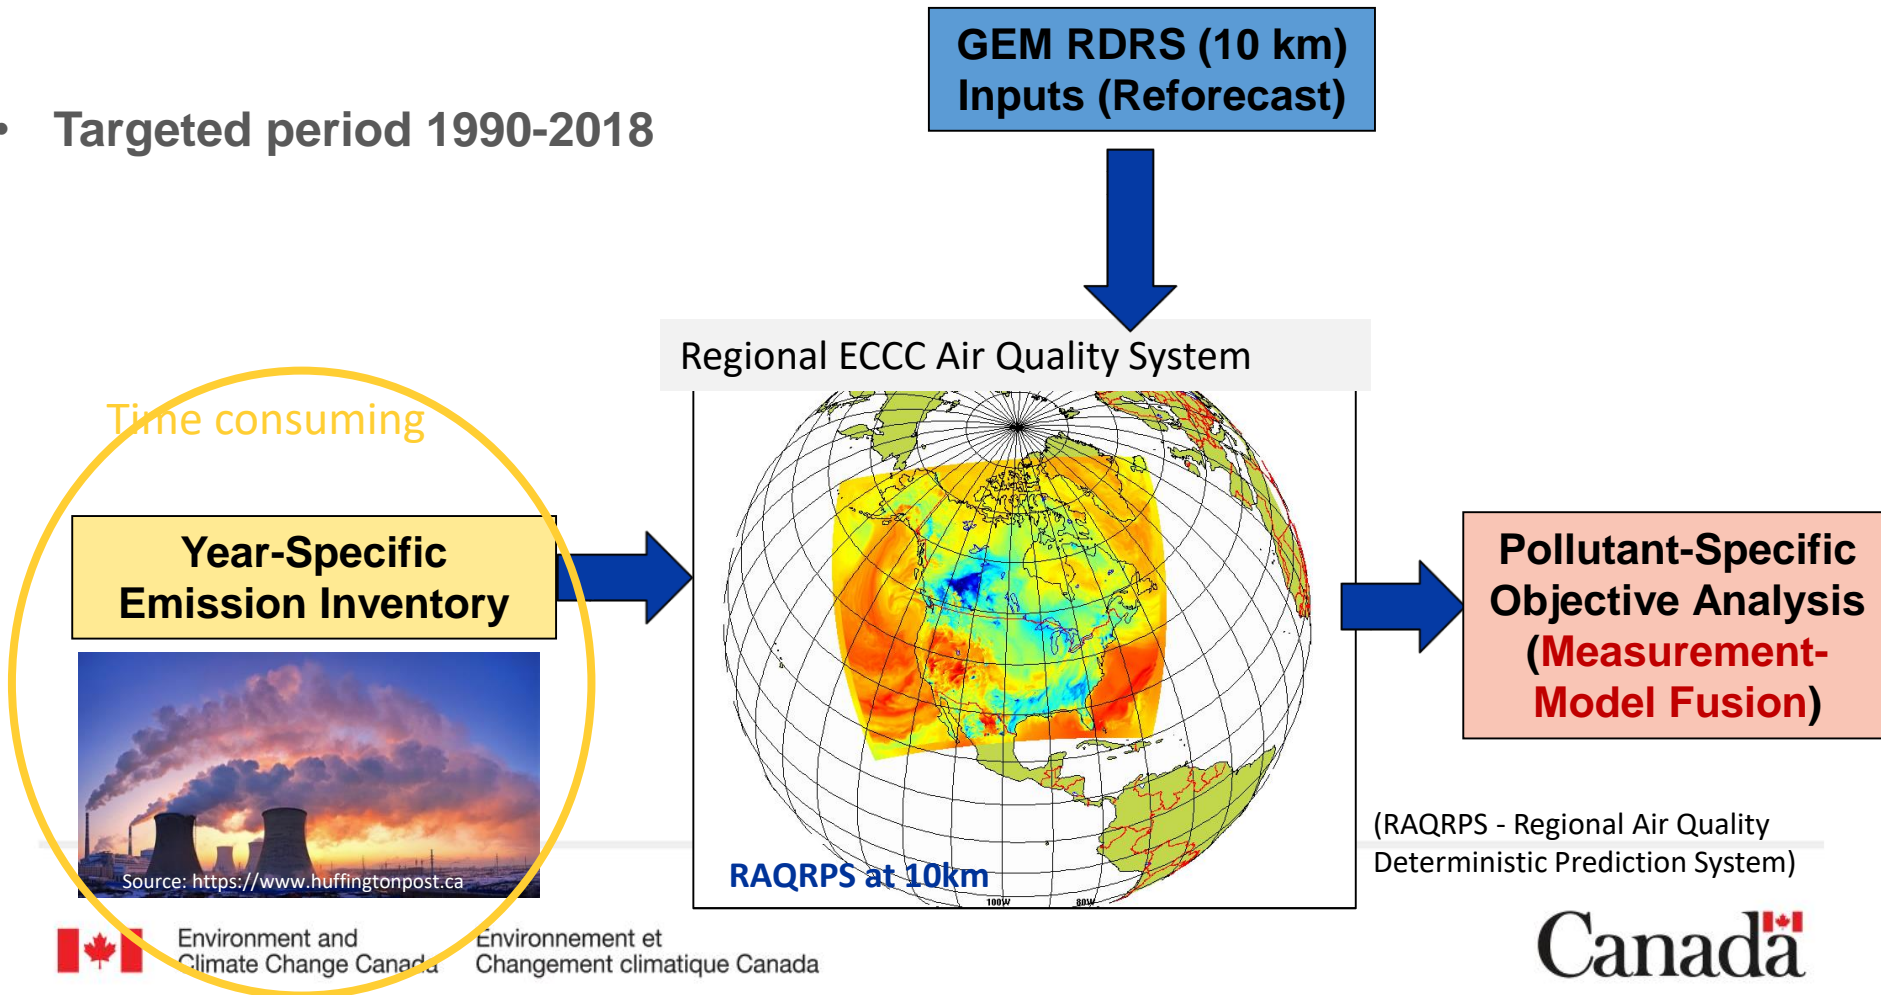 GEM RDRS (10 km)
Inputs (Reforecast)
• Targeted period 1990-2018
Regional ECCC Air Quality System
Time consuming
Year-Specific
Emission Inventory
Pollutant-Specific
Objective Analysis
(Measurement-
Model Fusion)
(RAQRPS - Regional Air Quality
Deterministic Prediction System)
RAQRPS at 10km
Source: https://www.huffingtonpost.ca
100W 80W
Environment and
Climate Change Canada
Environnement et
Changement climatique Canada
Canada